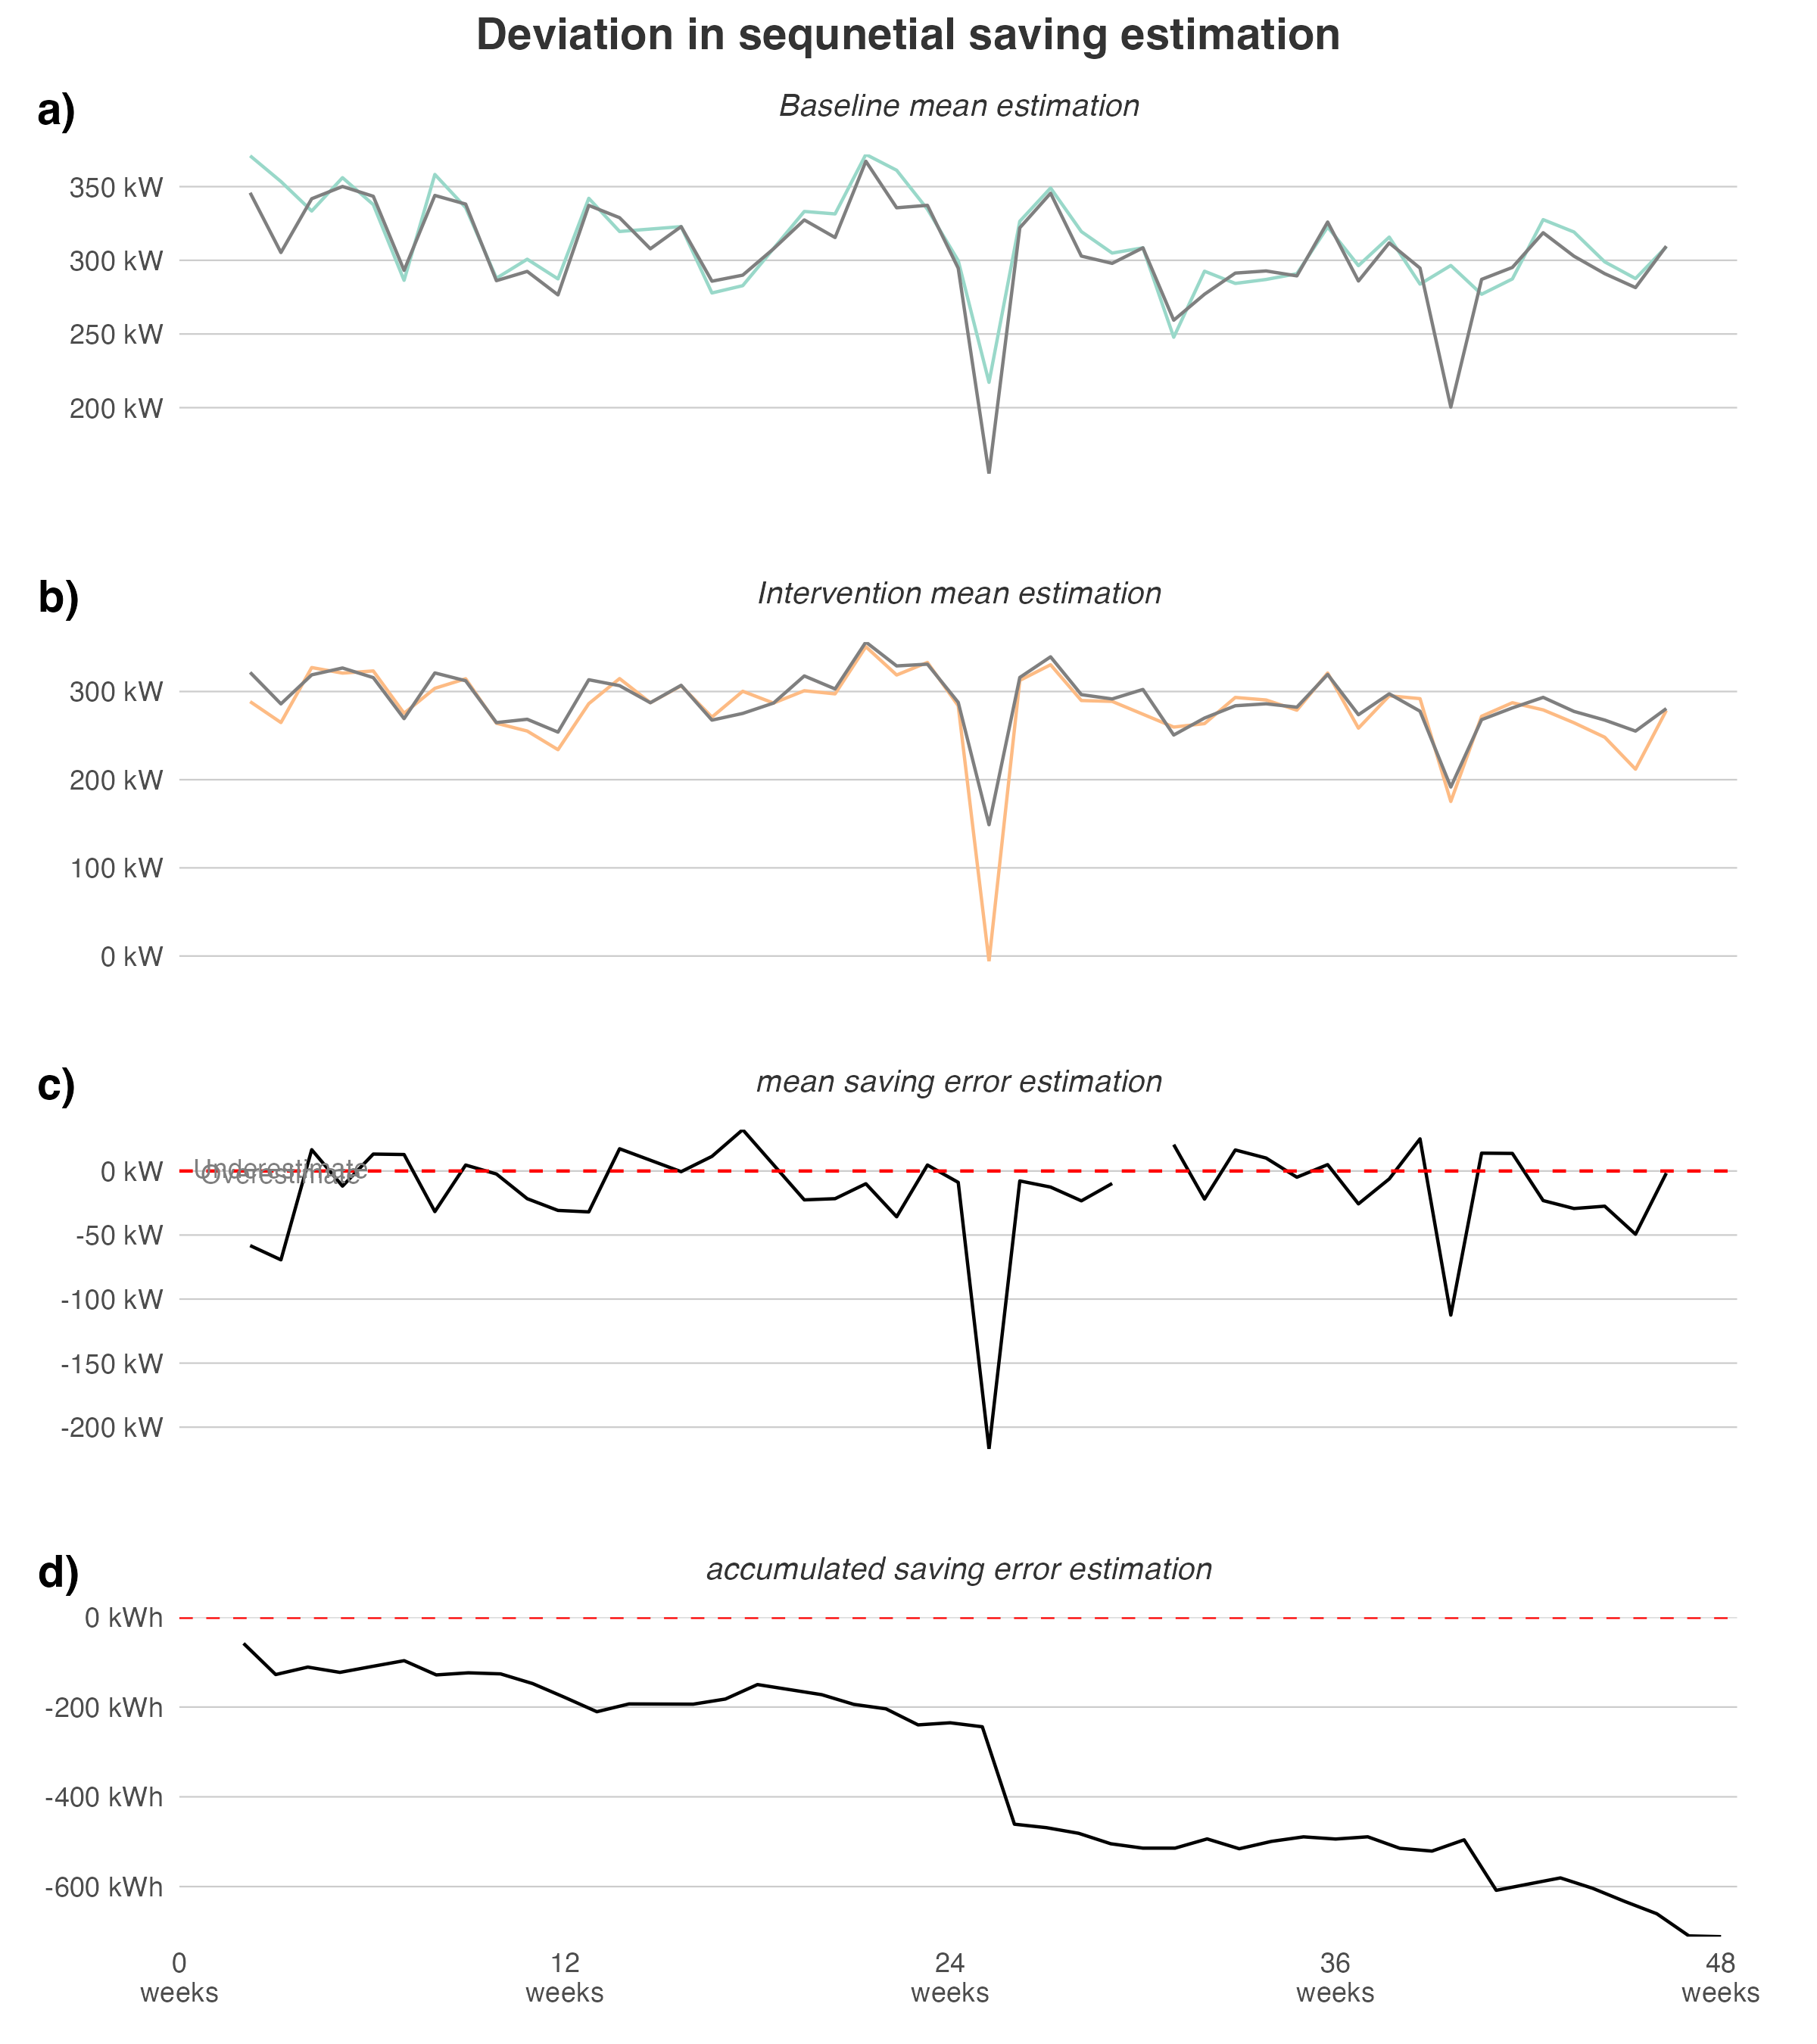 Deviation in sequnetial saving estimation
a)
Baseline mean estimation
350 kW
300 kW
250 kW
200 kW
b)
Intervention mean estimation
300 kW
200 kW
100 kW
0 kW
c)
mean saving error estimation
Underestimate
Overestimate
0 kW
-50 kW
-100 kW
-150 kW
-200 kW
d)
accumulated saving error estimation
0 kWh
-200 kWh
-400 kWh
-600 kWh
0 weeks
12 weeks
24 weeks
36 weeks
48 weeks